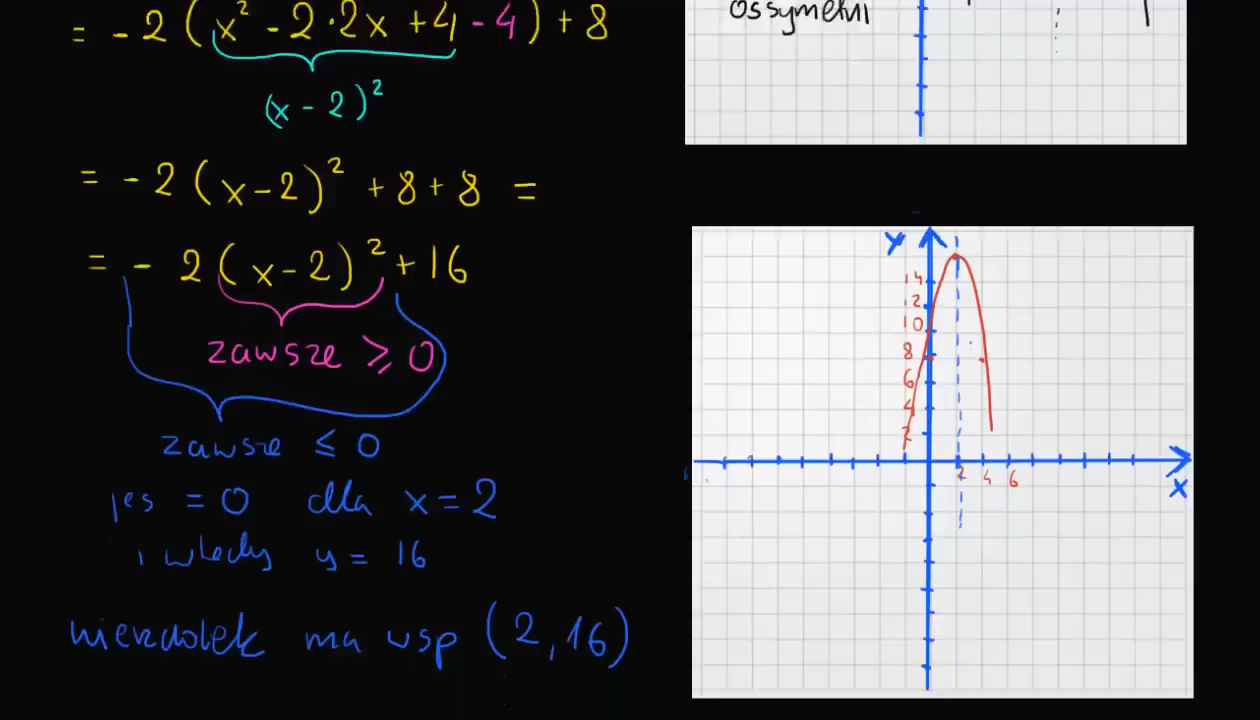 = - 2 ( x² - 2·2x + 4 - 4 ) + 8
(x - 2)²
= - 2 ( x - 2 )² + 8 + 8 =
= - 2 ( x - 2 )² + 16
zawsze ⩾ 0
zawsze ≤ 0
jes = 0 dla x = 2
i wtedy y = 16
wierzchołek ma wsp (2, 16)
Y
14
12
10
8
6
4
2
2 4 6
X